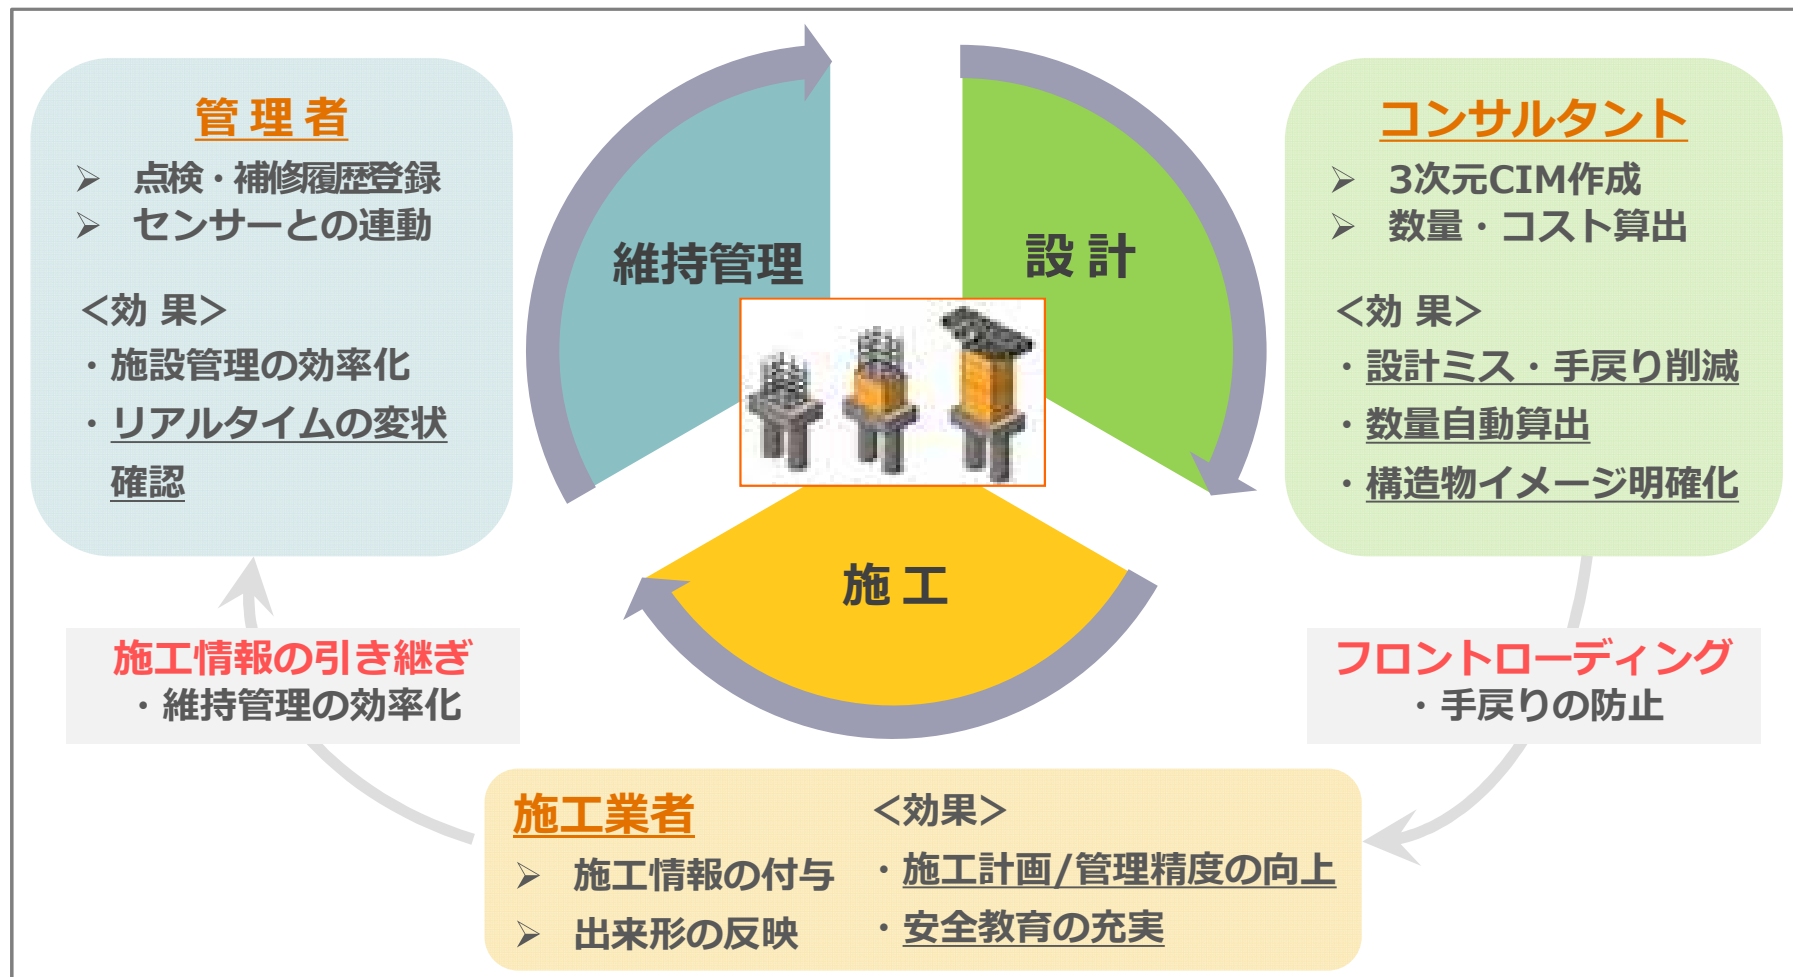 管 理 者
➢ 点検・補修履歴登録
➢ センサーとの連動
＜効 果＞
・施設管理の効率化
・リアルタイムの変状
確認
維持管理
設 計
施 工
コンサルタント
➢ 3次元CIM作成
➢ 数量・コスト算出
＜効 果＞
・設計ミス・手戻り削減
・数量自動算出
・構造物イメージ明確化
施工情報の引き継ぎ
・維持管理の効率化
フロントローディング
・手戻りの防止
施工業者
➢ 施工情報の付与
➢ 出来形の反映
＜効果＞
・施工計画/管理精度の向上
・安全教育の充実